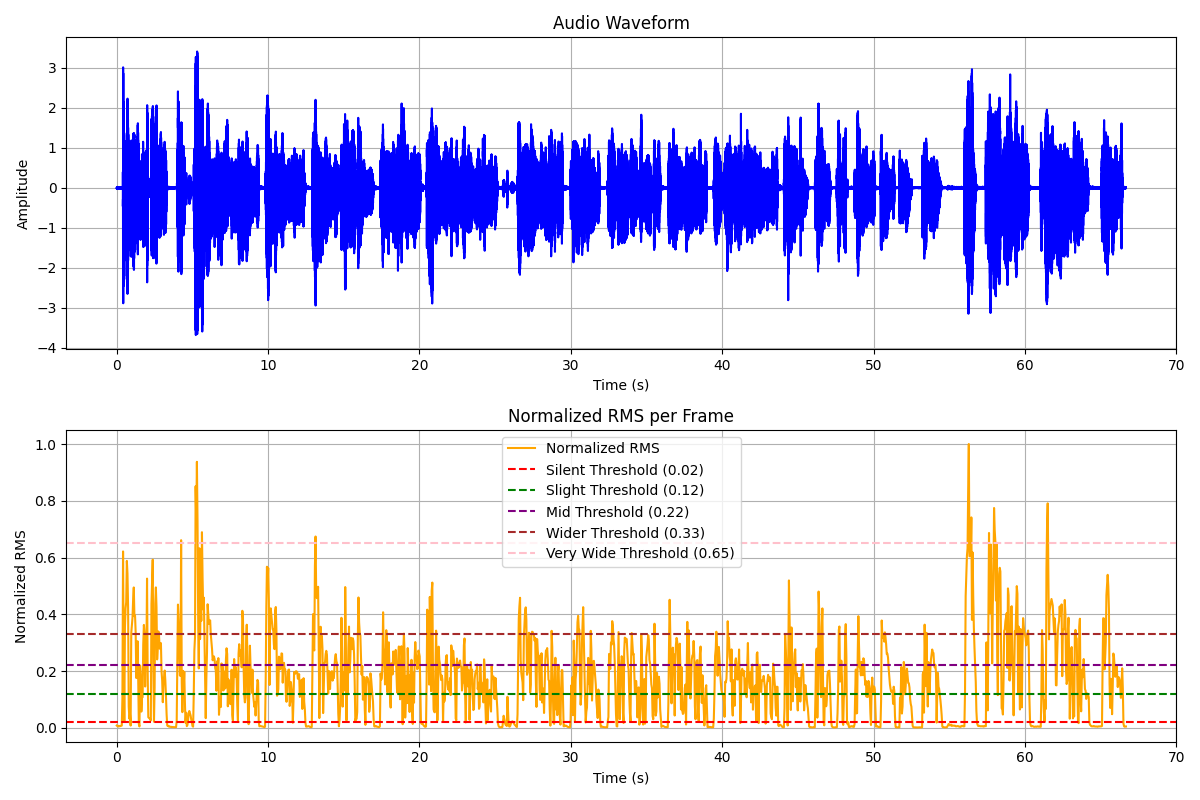 Audio Waveform
3
2
1
0
−1
−2
−3
−4
Amplitude
0 10 20 30 40 50 60 70
Time (s)
Normalized RMS per Frame
1.0
0.8
0.6
0.4
0.2
0.0
Normalized RMS
Normalized RMS
Silent Threshold (0.02)
Slight Threshold (0.12)
Mid Threshold (0.22)
Wider Threshold (0.33)
Very Wide Threshold (0.65)
0 10 20 30 40 50 60 70
Time (s)